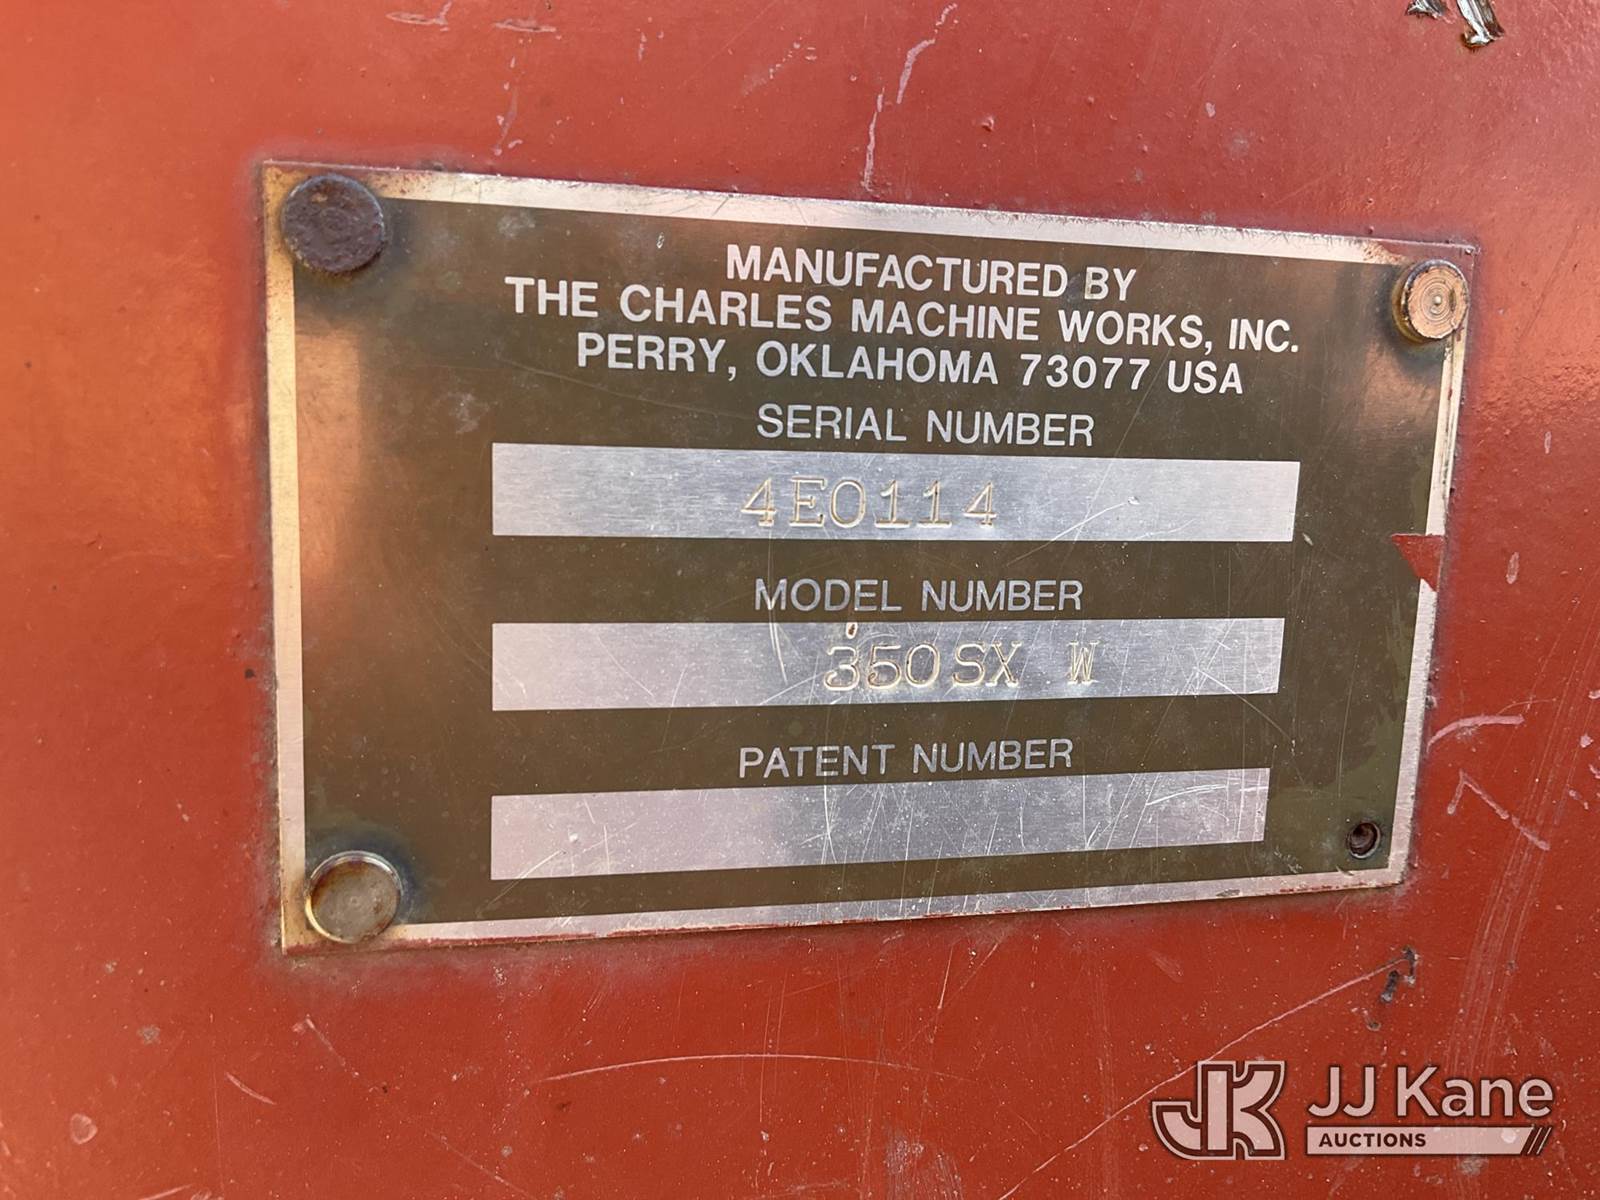 MANUFACTURED BY
THE CHARLES MACHINE WORKS, INC.
PERRY, OKLAHOMA 73077 USA
SERIAL NUMBER
4E0114
MODEL NUMBER
350SX W
PATENT NUMBER
JK JJ Kane
AUCTIONS